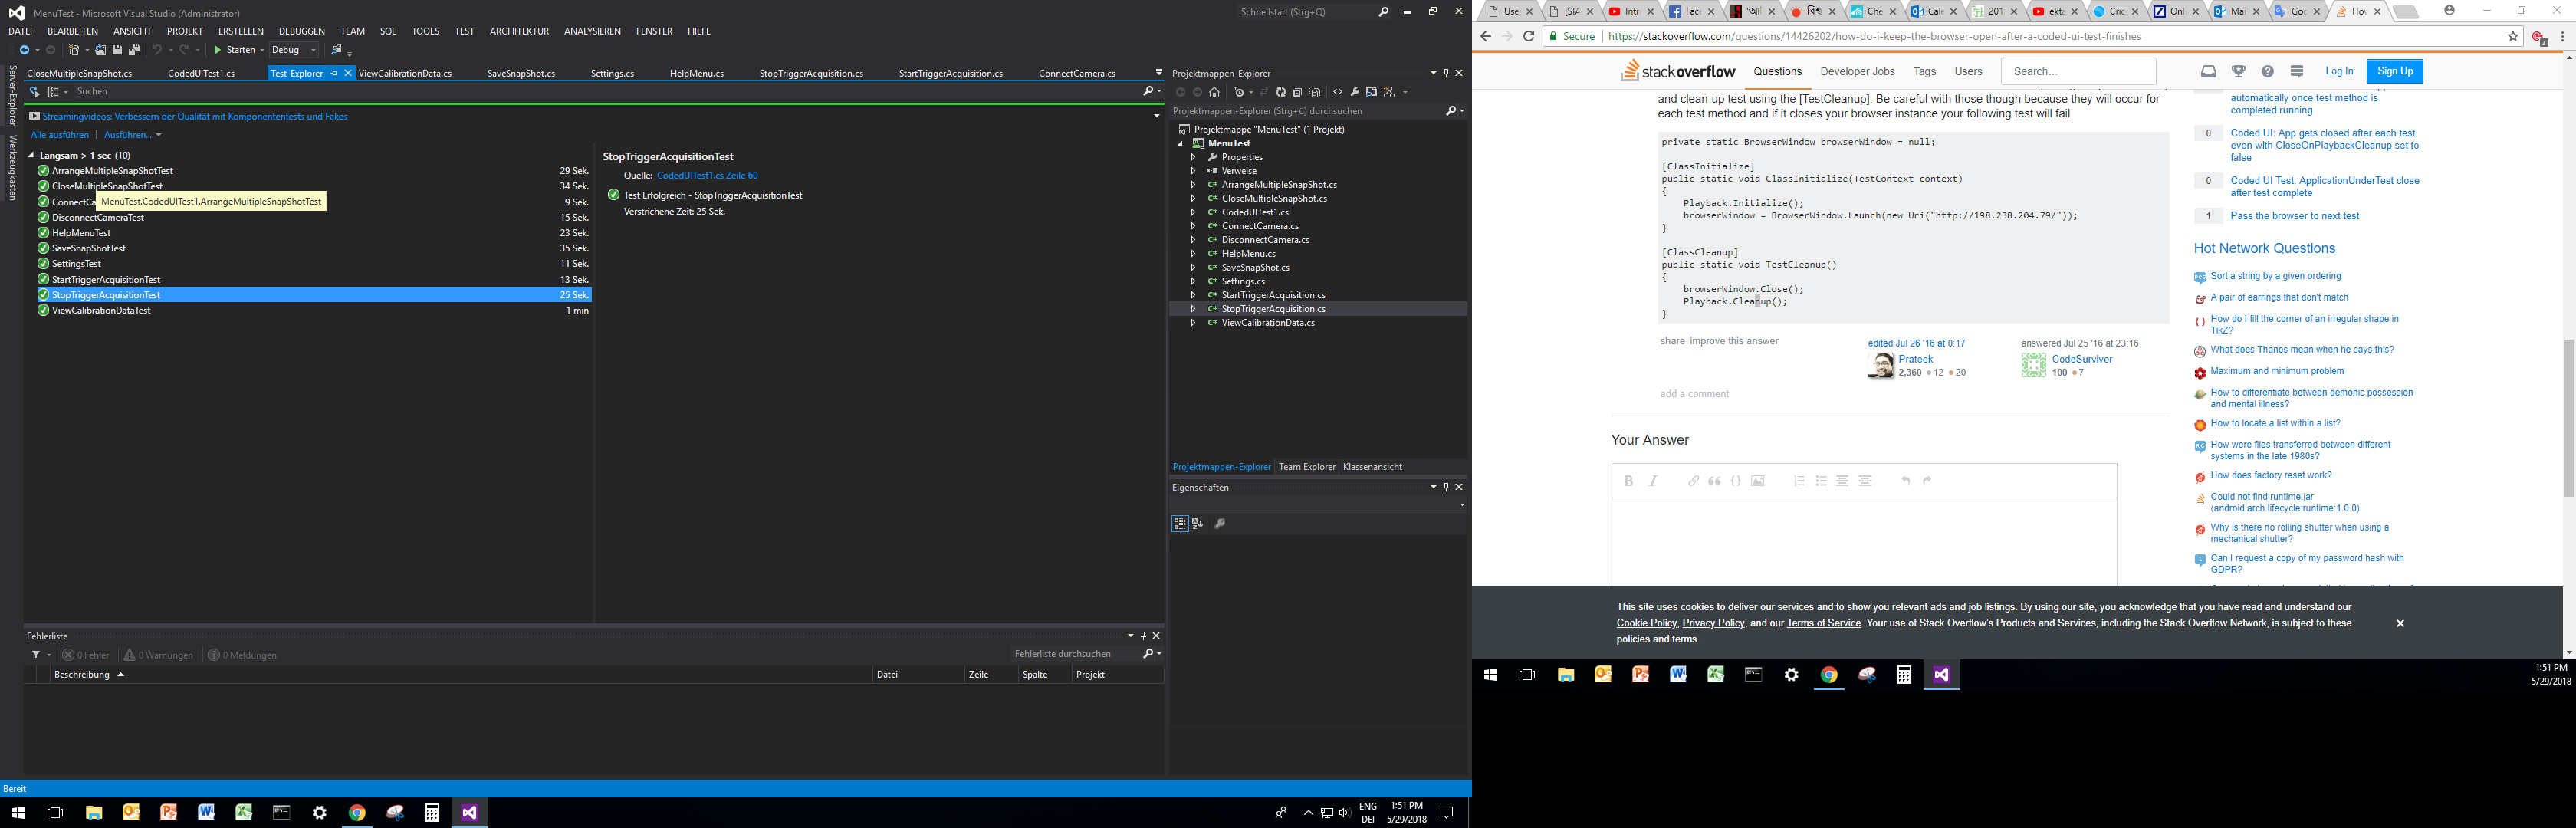 MenuTest - Microsoft Visual Studio (Administrator)
Schnellstart (Strg+Q)
DATEI BEARBEITEN ANSICHT PROJEKT ERSTELLEN DEBUGGEN TEAM SQL TOOLS TEST ARCHITEKTUR ANALYSIEREN FENSTER HILFE
Starten Debug
Server-Explorer
Werkzeugkasten
CloseMultipleSnapShot.cs CodedUITest1.cs Test-Explorer ViewCalibrationData.cs SaveSnapShot.cs Settings.cs HelpMenu.cs StopTriggerAcquisition.cs StartTriggerAcquisition.cs ConnectCamera.cs
Suchen
Streamingvideos: Verbessern der Qualität mit Komponententests und Fakes
Alle ausführen | Ausführen...
Langsam > 1 sec (10)
ArrangeMultipleSnapShotTest 29 Sek.
CloseMultipleSnapShotTest 34 Sek.
MenuTest.CodedUITest1.ArrangeMultipleSnapShotTest
ConnectCa 9 Sek.
DisconnectCameraTest 15 Sek.
HelpMenuTest 23 Sek.
SaveSnapShotTest 35 Sek.
SettingsTest 11 Sek.
StartTriggerAcquisitionTest 13 Sek.
StopTriggerAcquisitionTest 25 Sek.
ViewCalibrationDataTest 1 min
StopTriggerAcquisitionTest
Quelle: CodedUITest1.cs Zeile 60
Test Erfolgreich - StopTriggerAcquisitionTest
Verstrichene Zeit: 25 Sek.
Fehlerliste
0 Fehler 0 Warnungen 0 Meldungen
Fehlerliste durchsuchen
Beschreibung Datei Zeile Spalte Projekt
Projektmappen-Explorer
Projektmappen-Explorer (Strg+ü) durchsuchen
Projektmappe "MenuTest" (1 Projekt)
MenuTest
Properties
Verweise
ArrangeMultipleSnapShot.cs
CloseMultipleSnapShot.cs
CodedUITest1.cs
ConnectCamera.cs
DisconnectCamera.cs
HelpMenu.cs
SaveSnapShot.cs
Settings.cs
StartTriggerAcquisition.cs
StopTriggerAcquisition.cs
ViewCalibrationData.cs
Projektmappen-Explorer Team Explorer Klassenansicht
Eigenschaften
Bereit
ENG
DEI
1:51 PM
5/29/2018
Use [SIA Intro Face Che Cale 201 ekta Cric Onl Mai Goo How
Secure https://stackoverflow.com/questions/14426202/how-do-i-keep-the-browser-open-after-a-coded-ui-test-finishes
stackoverflow Questions Developer Jobs Tags Users Search... Log In Sign Up
and clean-up test using the [TestCleanup]. Be careful with those though because they will occur for
each test method and if it closes your browser instance your following test will fail.
private static BrowserWindow browserWindow = null;
[ClassInitialize]
public static void ClassInitialize(TestContext context)
{
Playback.Initialize();
browserWindow = BrowserWindow.Launch(new Uri("http://198.238.204.79/"));
}
[ClassCleanup]
public static void TestCleanup()
{
browserWindow.Close();
Playback.Cleanup();
}
share improve this answer
edited Jul 26 '16 at 0:17
Prateek
2,360 12 20
answered Jul 25 '16 at 23:16
CodeSurvivor
100 7
add a comment
Your Answer
automatically once test method is
completed running
0 Coded UI: App gets closed after each test
even with CloseOnPlaybackCleanup set to
false
0 Coded UI Test: ApplicationUnderTest close
after test complete
1 Pass the browser to next test
Hot Network Questions
Sort a string by a given ordering
A pair of earrings that don't match
How do I fill the corner of an irregular shape in
TikZ?
What does Thanos mean when he says this?
Maximum and minimum problem
How to differentiate between demonic possession
and mental illness?
How to locate a list within a list?
How were files transferred between different
systems in the late 1980s?
How does factory reset work?
Could not find runtime.jar
(android.arch.lifecycle:runtime:1.0.0)
Why is there no rolling shutter when using a
mechanical shutter?
Can I request a copy of my password hash with
GDPR?
This site uses cookies to deliver our services and to show you relevant ads and job listings. By using our site, you acknowledge that you have read and understand our
Cookie Policy, Privacy Policy, and our Terms of Service. Your use of Stack Overflow's Products and Services, including the Stack Overflow Network, is subject to these
policies and terms.
1:51 PM
5/29/2018